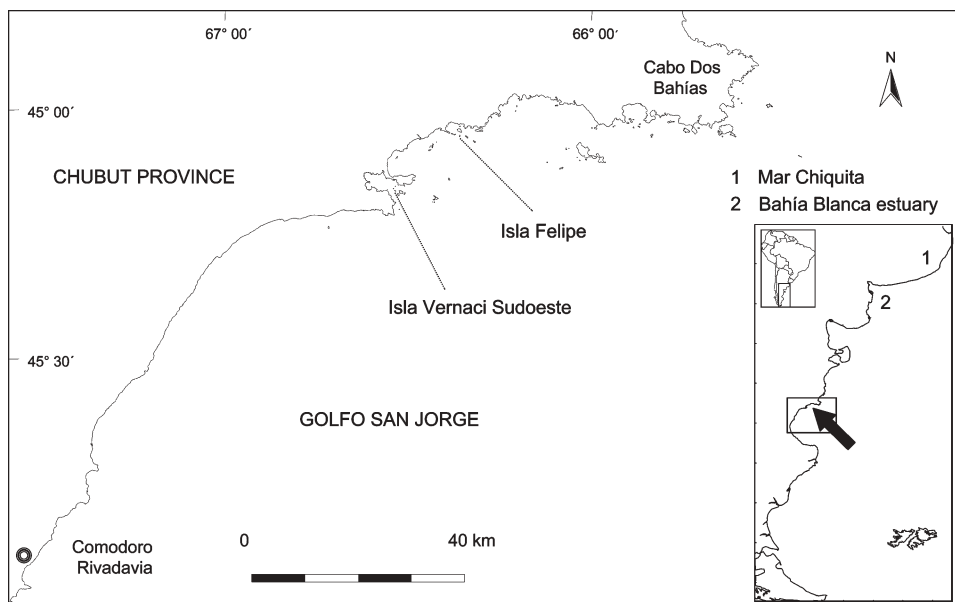 67° 00´
66° 00´
Cabo Dos
Bahías
N
45° 00´
CHUBUT PROVINCE
1 Mar Chiquita
2 Bahía Blanca estuary
Isla Felipe
1
2
Isla Vernaci Sudoeste
45° 30´
GOLFO SAN JORGE
Comodoro
Rivadavia
0
40 km